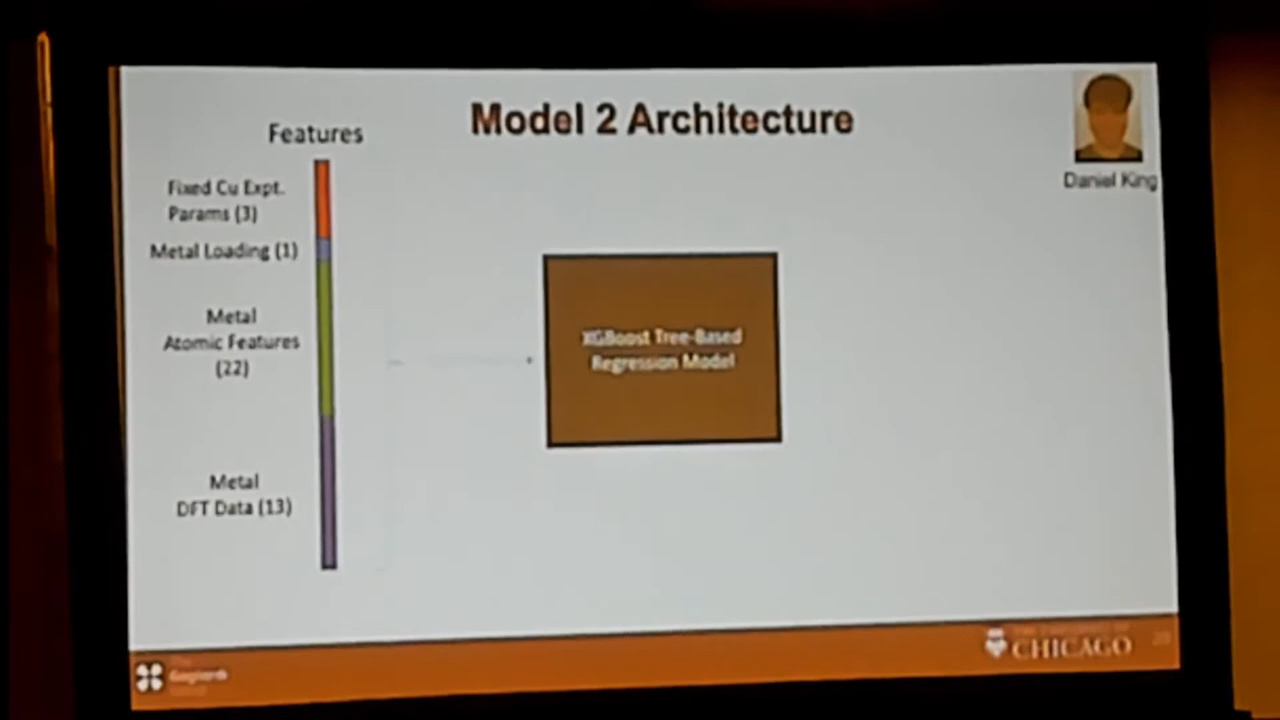 Model 2 Architecture
Features
Fixed Cu Expt.
Params (3)
Metal Loading (1)
Metal
Atomic Features
(22)
Metal
DFT Data (13)
XGBoost Tree-Based
Regression Model
Daniel King
CHICAGO